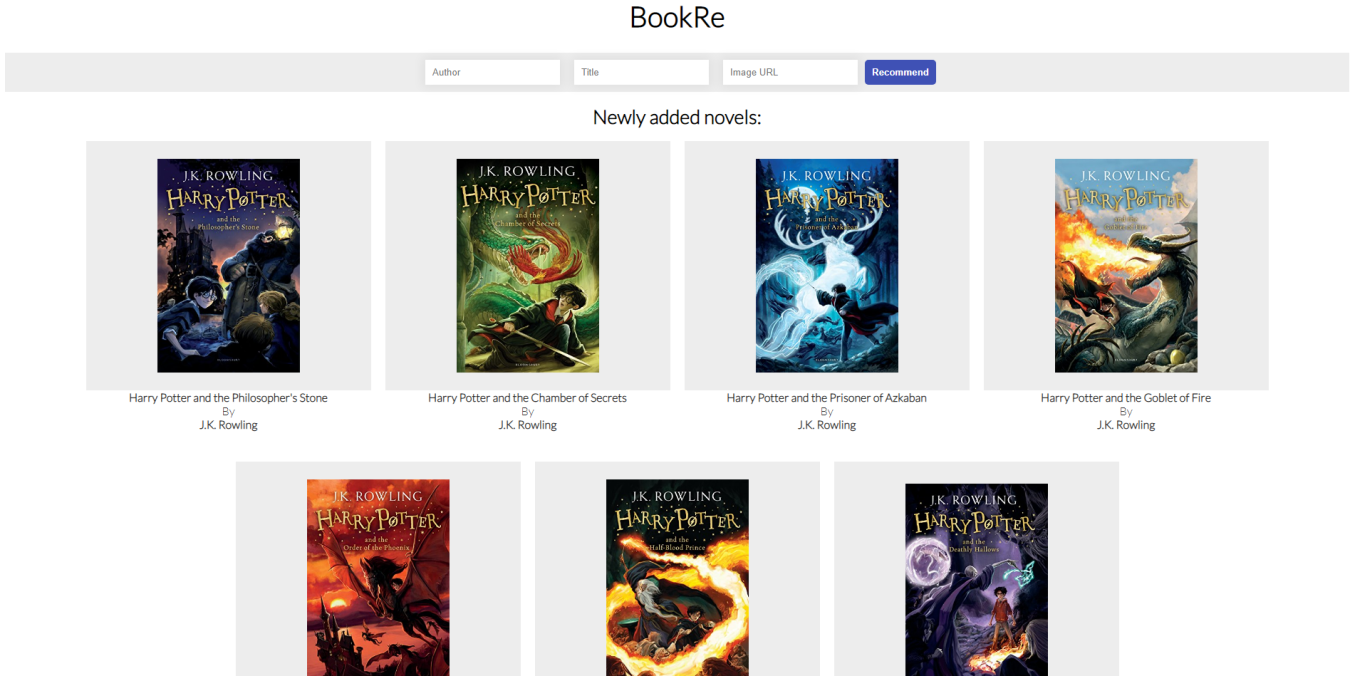 BookRe
Author Title Image URL Recommend
Newly added novels:
J.K. ROWLING
HARRY POTTER
and the
Philosopher's Stone
BLOOMSBURY
Harry Potter and the Philosopher's Stone
By
J.K. Rowling
J.K. ROWLING
HARRY POTTER
and the
Chamber of Secrets
BLOOMSBURY
Harry Potter and the Chamber of Secrets
By
J.K. Rowling
J.K. ROWLING
HARRY POTTER
and the
Prisoner of Azkaban
BLOOMSBURY
Harry Potter and the Prisoner of Azkaban
By
J.K. Rowling
J.K. ROWLING
HARRY POTTER
and the
Goblet of Fire
Harry Potter and the Goblet of Fire
By
J.K. Rowling
J.K. ROWLING
HARRY POTTER
and the
Order of the Phoenix
J.K. ROWLING
HARRY POTTER
and the
Half-Blood Prince
J.K. ROWLING
HARRY POTTER
and the
Deathly Hallows